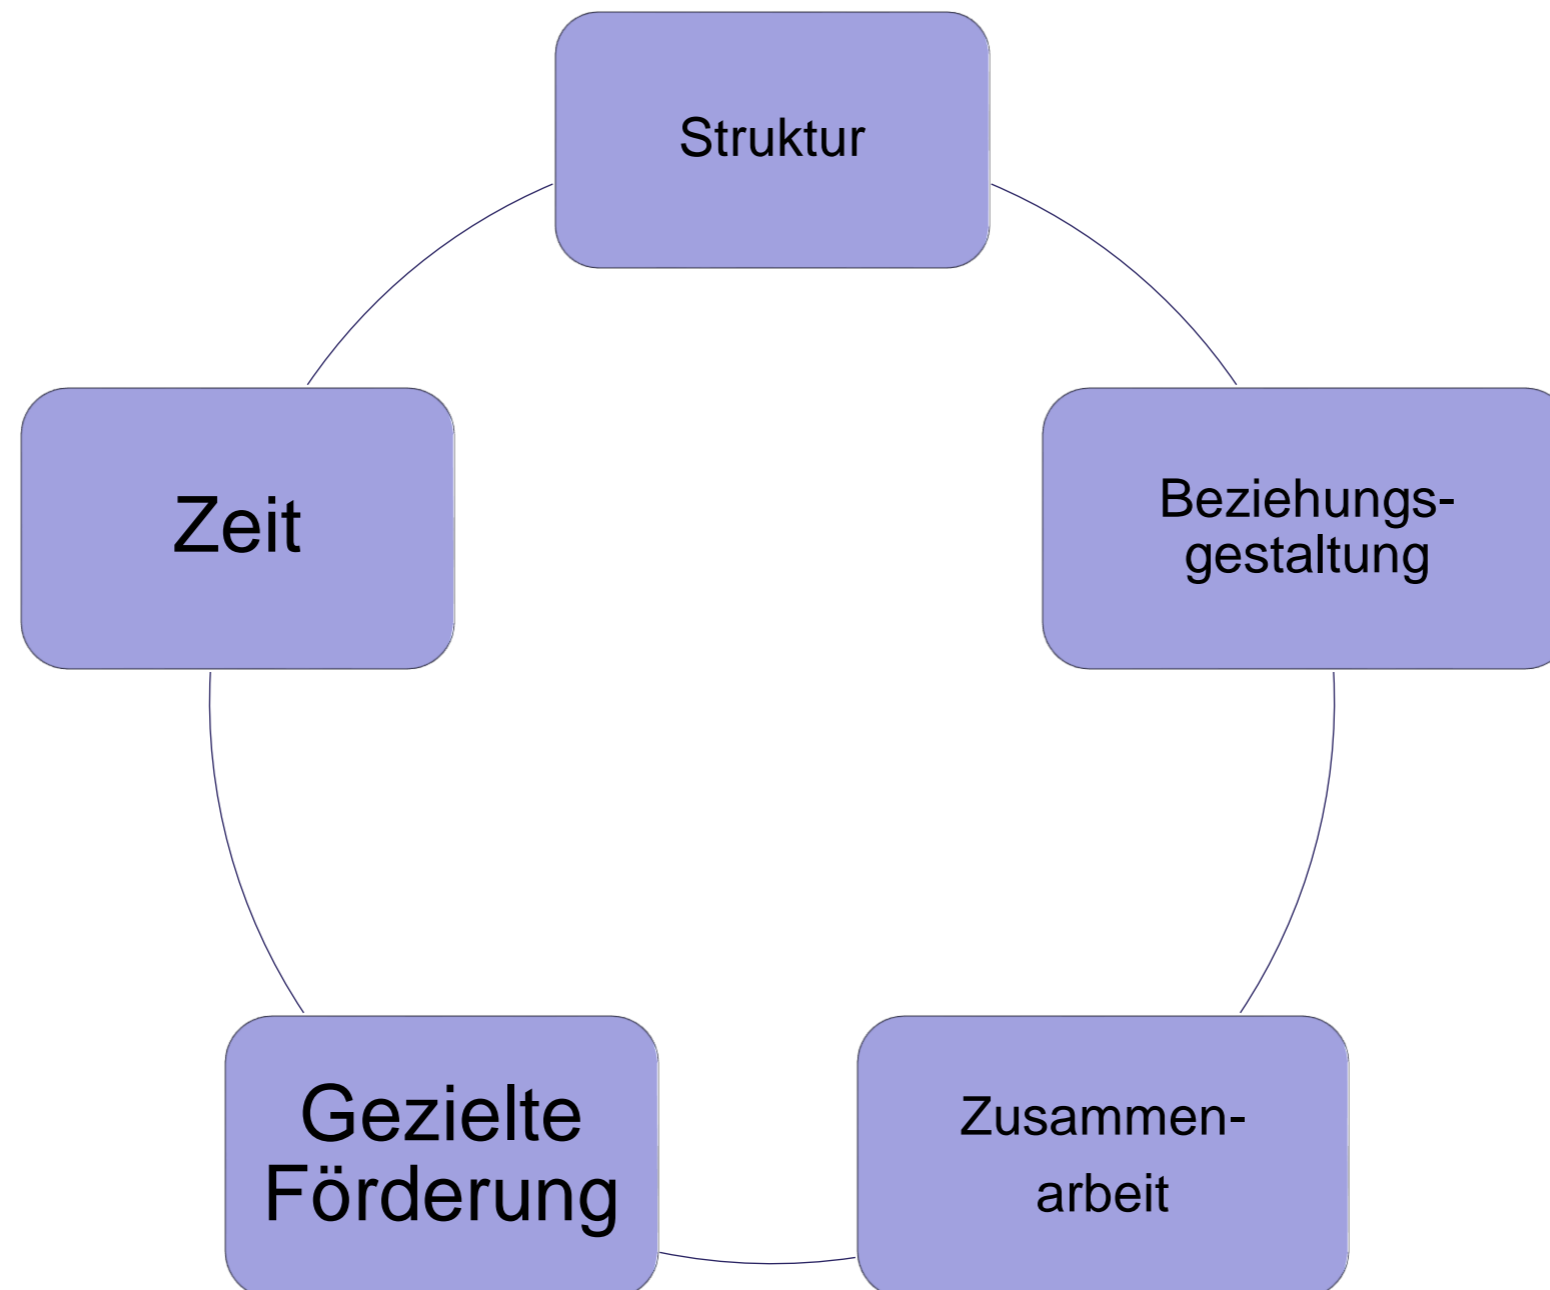 Struktur
Zeit
Beziehungs-
gestaltung
Gezielte
Förderung
Zusammen-
arbeit